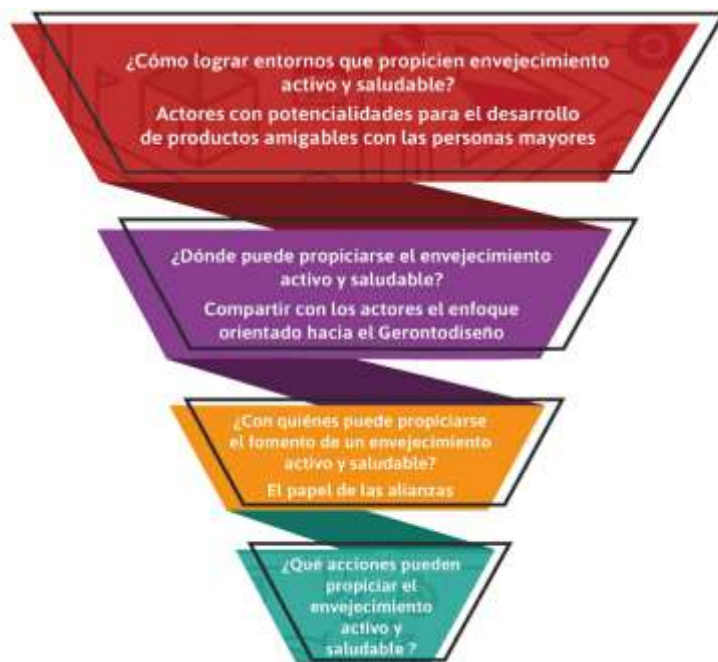 ¿Cómo lograr entornos que propicien envejecimiento
activo y saludable?
Actores con potencialidades para el desarrollo
de productos amigables con las personas mayores
¿Dónde puede propiciarse el envejecimiento
activo y saludable?
Compartir con los actores el enfoque
orientado hacia el Gerontodiseño
¿Con quiénes puede propiciarse
el fomento de un envejecimiento
activo y saludable?
El papel de las alianzas
¿Qué acciones pueden
propiciar el
envejecimiento
activo y
saludable ?